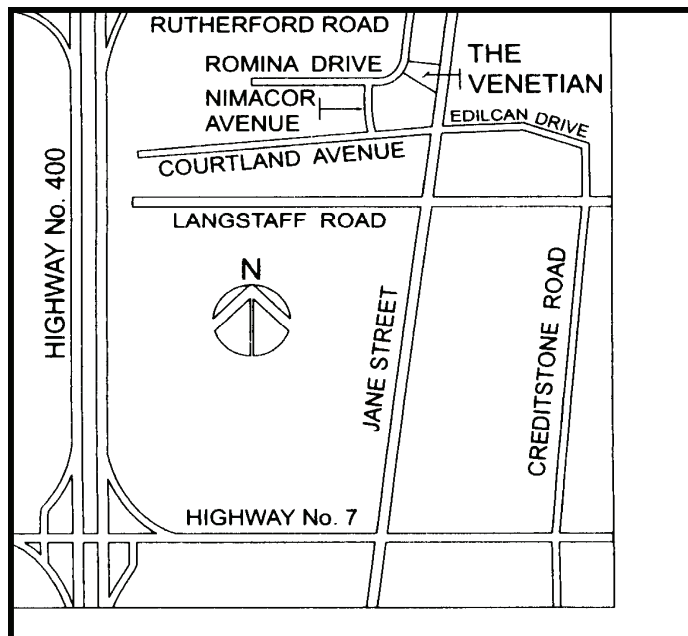 RUTHERFORD ROAD
ROMINA DRIVE
THE
VENETIAN
NIMACOR
AVENUE
EDILCAN DRIVE
COURTLAND AVENUE
HIGHWAY No. 400
LANGSTAFF ROAD
N
JANE STREET
CREDITSTONE ROAD
HIGHWAY No. 7